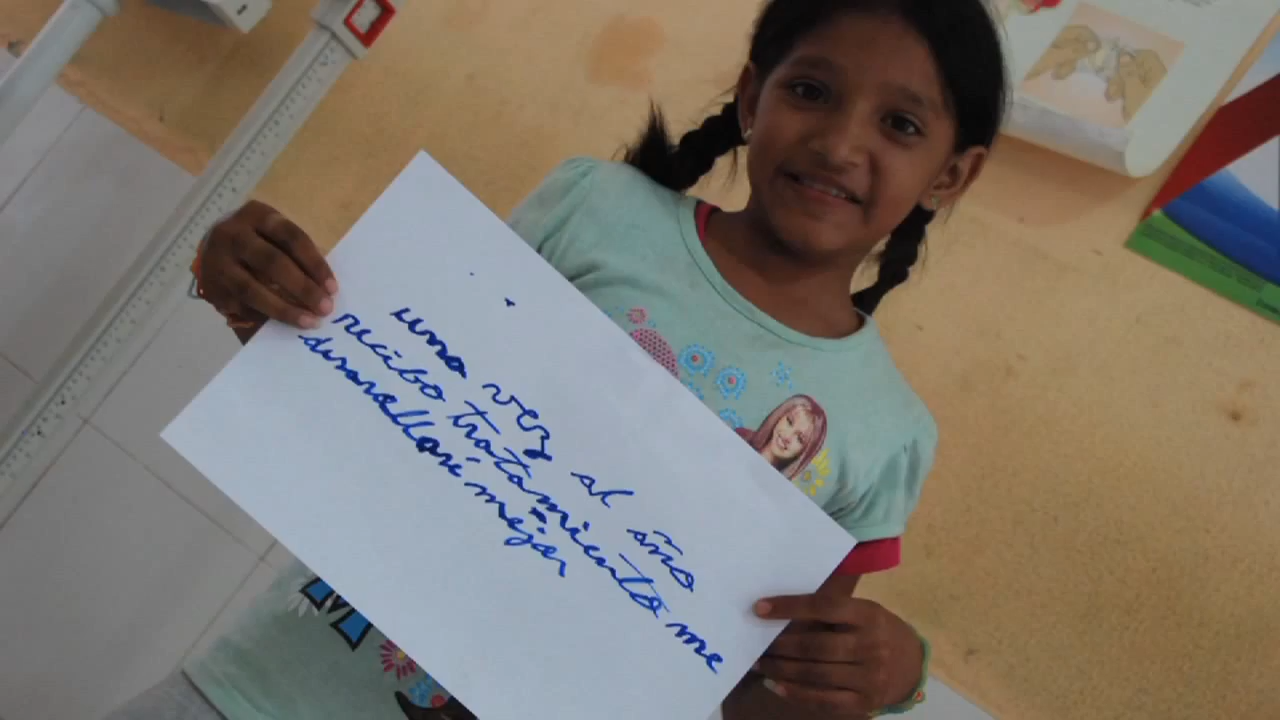 una vez al año
recibo tratamiento me
desarrollaré mejor